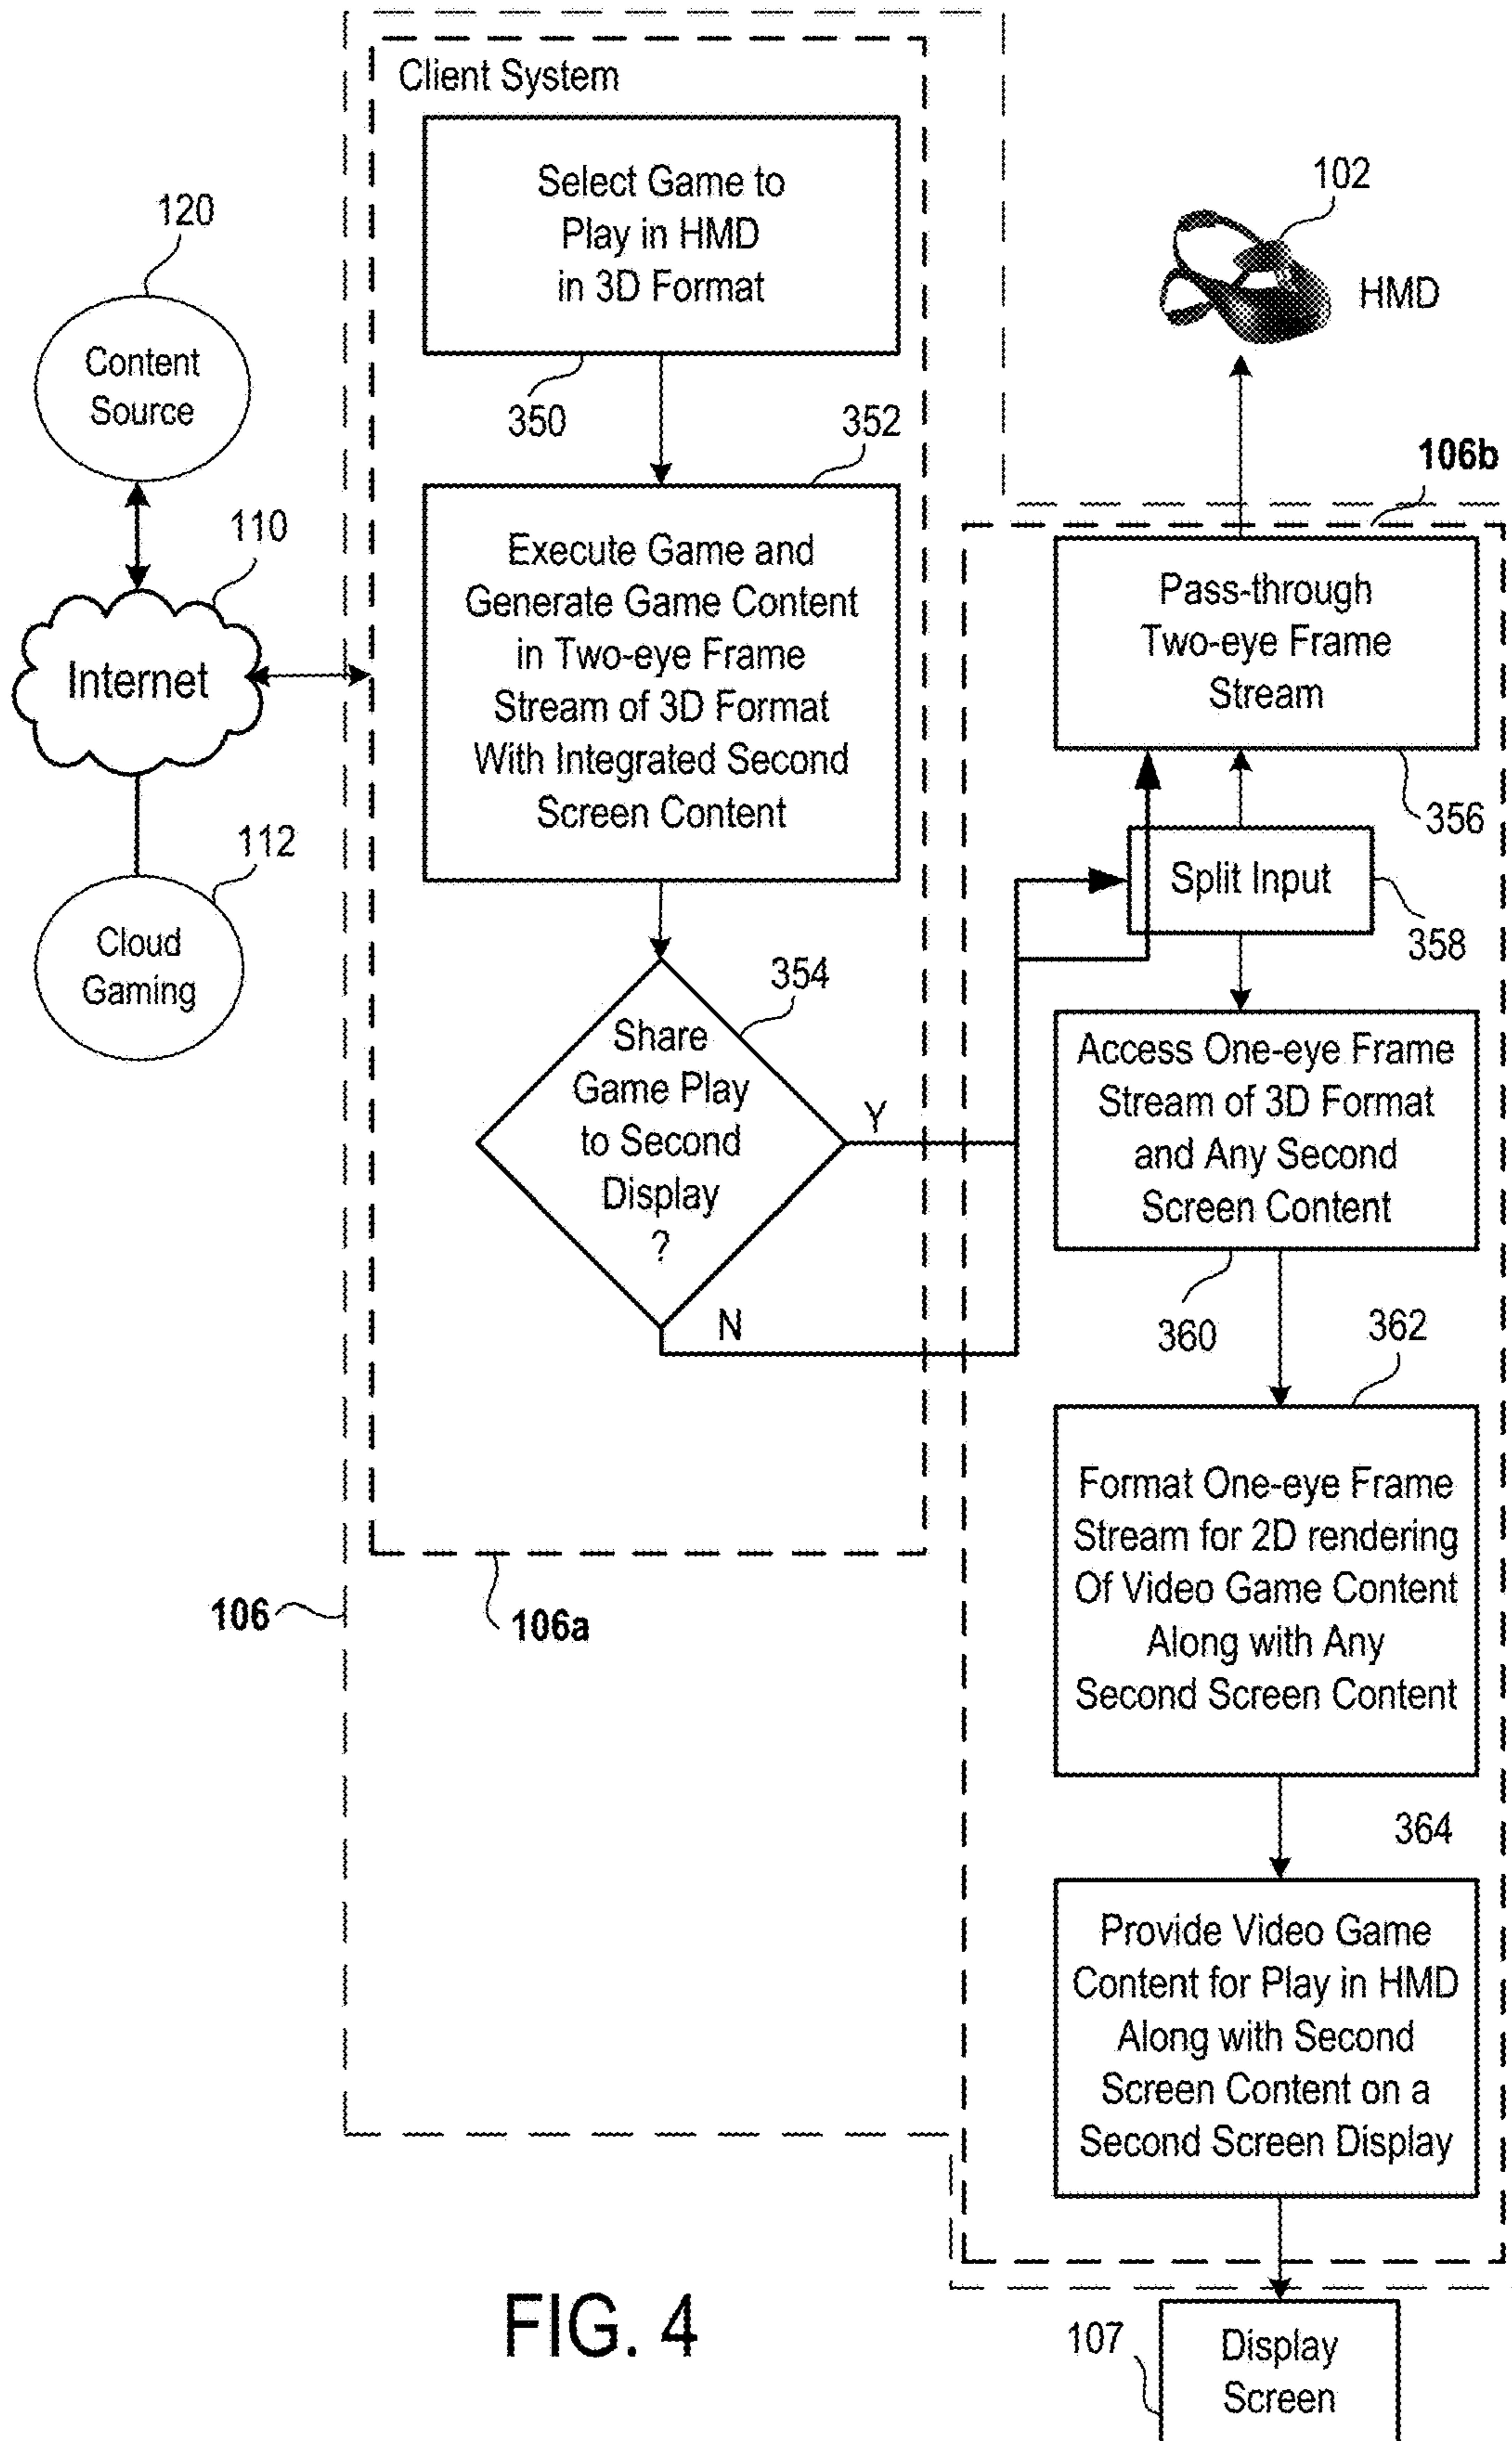 Client System
Select Game to
Play in HMD
in 3D Format
350
352
Execute Game and
Generate Game Content
in Two-eye Frame
Stream of 3D Format
With Integrated Second
Screen Content
354
Share
Game Play
to Second
Display
?
Y
N
106
106a
120
Content
Source
110
Internet
112
Cloud
Gaming
102
HMD
106b
Pass-through
Two-eye Frame
Stream
356
Split Input
358
Access One-eye Frame
Stream of 3D Format
and Any Second
Screen Content
360
362
Format One-eye Frame
Stream for 2D rendering
Of Video Game Content
Along with Any
Second Screen Content
364
Provide Video Game
Content for Play in HMD
Along with Second
Screen Content on a
Second Screen Display
107
Display
Screen
FIG. 4